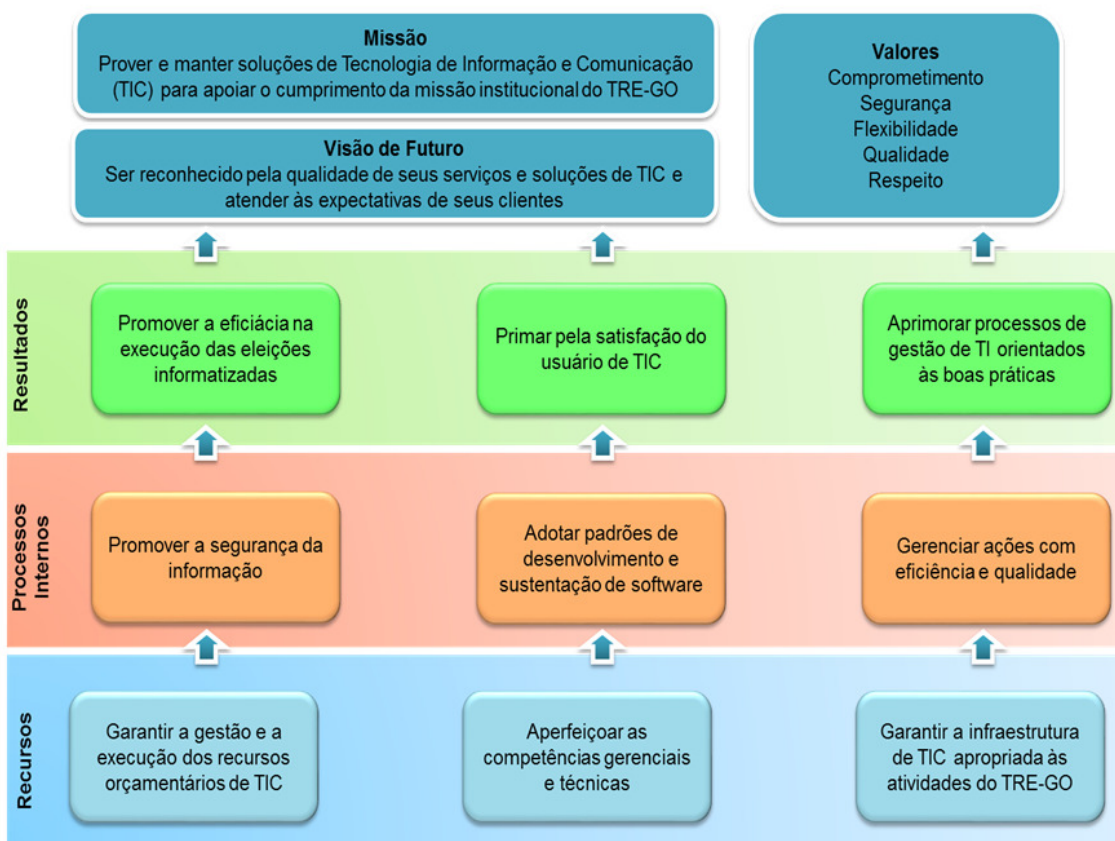 Missão
Prover e manter soluções de Tecnologia de Informação e Comunicação
(TIC) para apoiar o cumprimento da missão institucional do TRE-GO
Visão de Futuro
Ser reconhecido pela qualidade de seus serviços e soluções de TIC e
atender às expectativas de seus clientes
Valores
Comprometimento
Segurança
Flexibilidade
Qualidade
Respeito
Resultados
Promover a eficiácia na
execução das eleições
informatizadas
Primar pela satisfação do
usuário de TIC
Aprimorar processos de
gestão de TI orientados
às boas práticas
Processos
Internos
Promover a segurança da
informação
Adotar padrões de
desenvolvimento e
sustentação de software
Gerenciar ações com
eficiência e qualidade
Recursos
Garantir a gestão e a
execução dos recursos
orçamentários de TIC
Aperfeiçoar as
competências gerenciais
e técnicas
Garantir a infraestrutura
de TIC apropriada às
atividades do TRE-GO